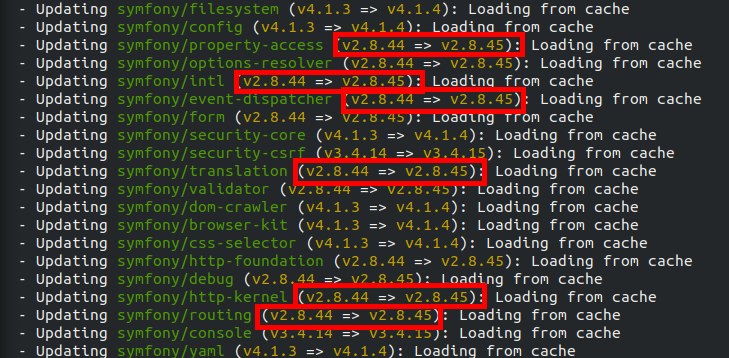 - Updating symfony/filesystem (v4.1.3 => v4.1.4): Loading from cache
- Updating symfony/config (v4.1.3 => v4.1.4): Loading from cache
- Updating symfony/property-access (v2.8.44 => v2.8.45): Loading from cache
- Updating symfony/options-resolver (v2.8.44 => v2.8.45): Loading from cache
- Updating symfony/intl (v2.8.44 => v2.8.45): Loading from cache
- Updating symfony/event-dispatcher (v2.8.44 => v2.8.45): Loading from cache
- Updating symfony/form (v2.8.44 => v2.8.45): Loading from cache
- Updating symfony/security-core (v4.1.3 => v4.1.4): Loading from cache
- Updating symfony/security-csrf (v3.4.14 => v3.4.15): Loading from cache
- Updating symfony/translation (v2.8.44 => v2.8.45): Loading from cache
- Updating symfony/validator (v2.8.44 => v2.8.45): Loading from cache
- Updating symfony/dom-crawler (v4.1.3 => v4.1.4): Loading from cache
- Updating symfony/browser-kit (v4.1.3 => v4.1.4): Loading from cache
- Updating symfony/css-selector (v4.1.3 => v4.1.4): Loading from cache
- Updating symfony/http-foundation (v2.8.44 => v2.8.45): Loading from cache
- Updating symfony/debug (v2.8.44 => v2.8.45): Loading from cache
- Updating symfony/http-kernel (v2.8.44 => v2.8.45): Loading from cache
- Updating symfony/routing (v2.8.44 => v2.8.45): Loading from cache
- Updating symfony/console (v3.4.14 => v3.4.15): Loading from cache
- Updating symfony/yaml (v4.1.3 => v4.1.4): Loading from cache